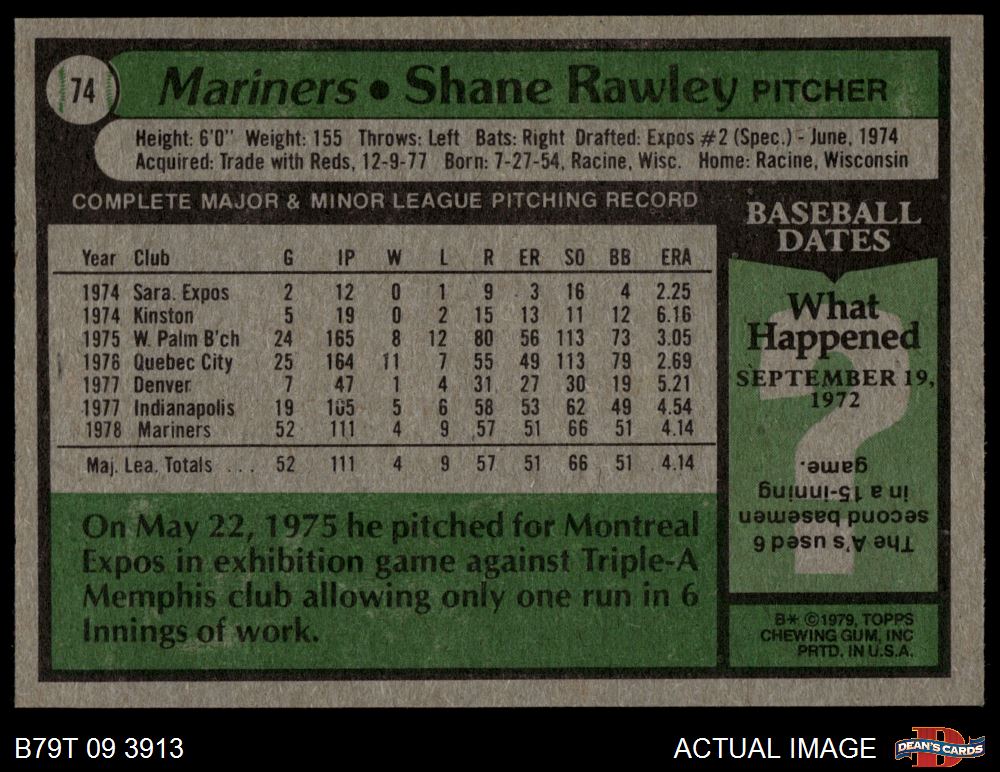 74
Mariners • Shane Rawley PITCHER
Height: 6'0" Weight: 155 Throws: Left Bats: Right Drafted: Expos #2 (Spec.) - June, 1974
Acquired: Trade with Reds, 12-9-77 Born: 7-27-54, Racine, Wisc. Home: Racine, Wisconsin
COMPLETE MAJOR & MINOR LEAGUE PITCHING RECORD
Year Club G IP W L R ER SO BB ERA
1974 Sara. Expos 2 12 0 1 9 3 16 4 2.25
1974 Kinston 5 19 0 2 15 13 11 12 6.16
1975 W. Palm B'ch 24 165 8 12 80 56 113 73 3.05
1976 Quebec City 25 164 11 7 55 49 113 79 2.69
1977 Denver 7 47 1 4 31 27 30 19 5.21
1977 Indianapolis 19 105 5 6 58 53 62 49 4.54
1978 Mariners 52 111 4 9 57 51 66 51 4.14
Maj. Lea. Totals ... 52 111 4 9 57 51 66 51 4.14
On May 22, 1975 he pitched for Montreal
Expos in exhibition game against Triple-A
Memphis club allowing only one run in 6
Innings of work.
BASEBALL
DATES
What
Happened
SEPTEMBER 19,
1972
?
The A's used 6
second basemen
in a 15-inning
game.
B* ©1979, TOPPS
CHEWING GUM, INC
PRTD. IN U.S.A.
B79T 09 3913
ACTUAL IMAGE
D
DEAN'S CARDS